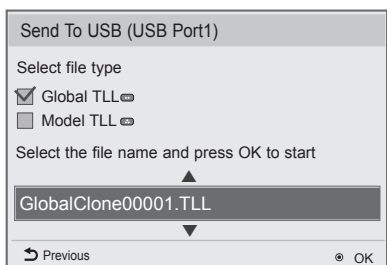 Send To USB (USB Port1)
Select file type
Global TLL
Model TLL
Select the file name and press OK to start
GlobalClone00001.TLL
Previous
OK